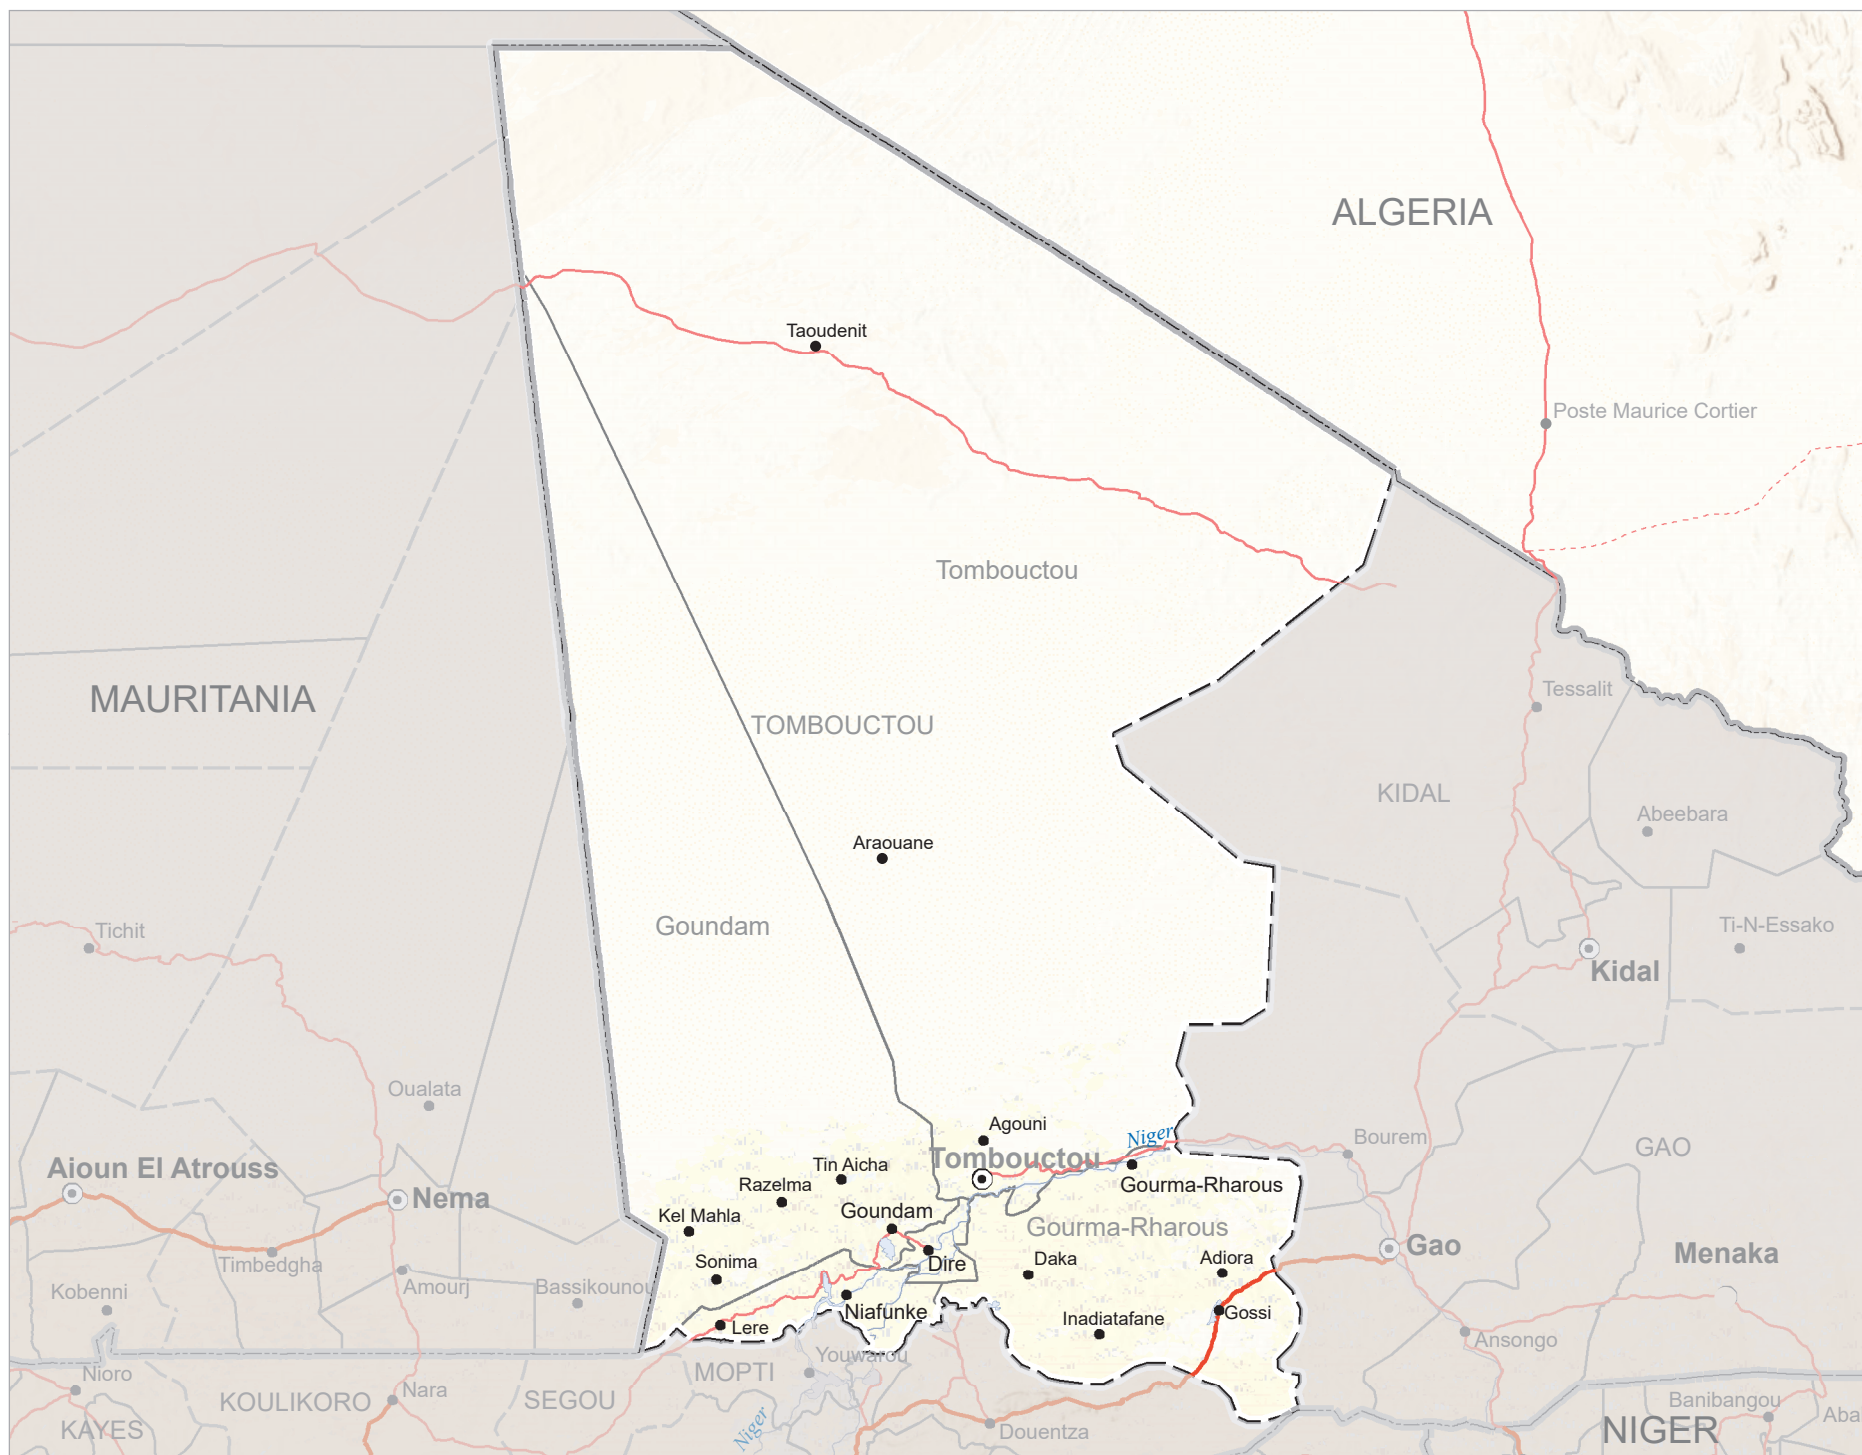 ALGERIA
Taoudenit
Poste Maurice Cortier
Tombouctou
Tessalit
MAURITANIA
TOMBOUCTOU
KIDAL
Abeebara
Araouane
Goundam
Tichit
Ti-N-Essako
Kidal
Oualata
Agouni
Niger
Bourem
GAO
Tombouctou
Aioun El Atrouss
Tin Aicha
Razelma
Gourma-Rharous
Nema
Kel Mahla
Goundam
Gourma-Rharous
Gao
Menaka
Timbedgha
Sonima
Dire
Daka
Adiora
Amourj
Bassikounou
Kobenni
Niafunke
Gossi
Inadiatafane
Lere
Ansongo
Youwarou
MOPTI
Nioro
Nara
KOULIKORO
SEGOU
Banibangou
Aba
KAYES
Niger
Douentza
NIGER